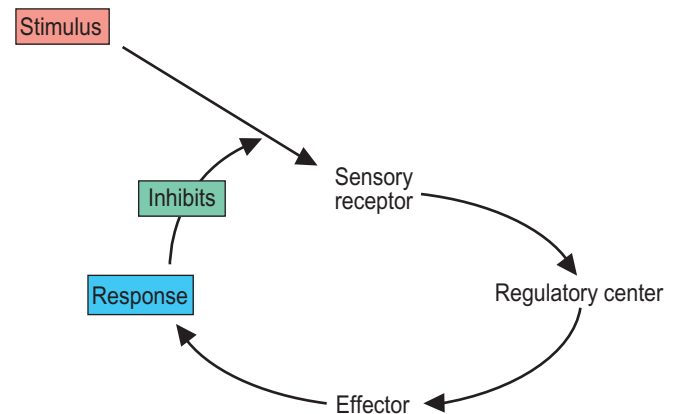 Stimulus
Inhibits
Sensory
receptor
Response
Regulatory center
Effector